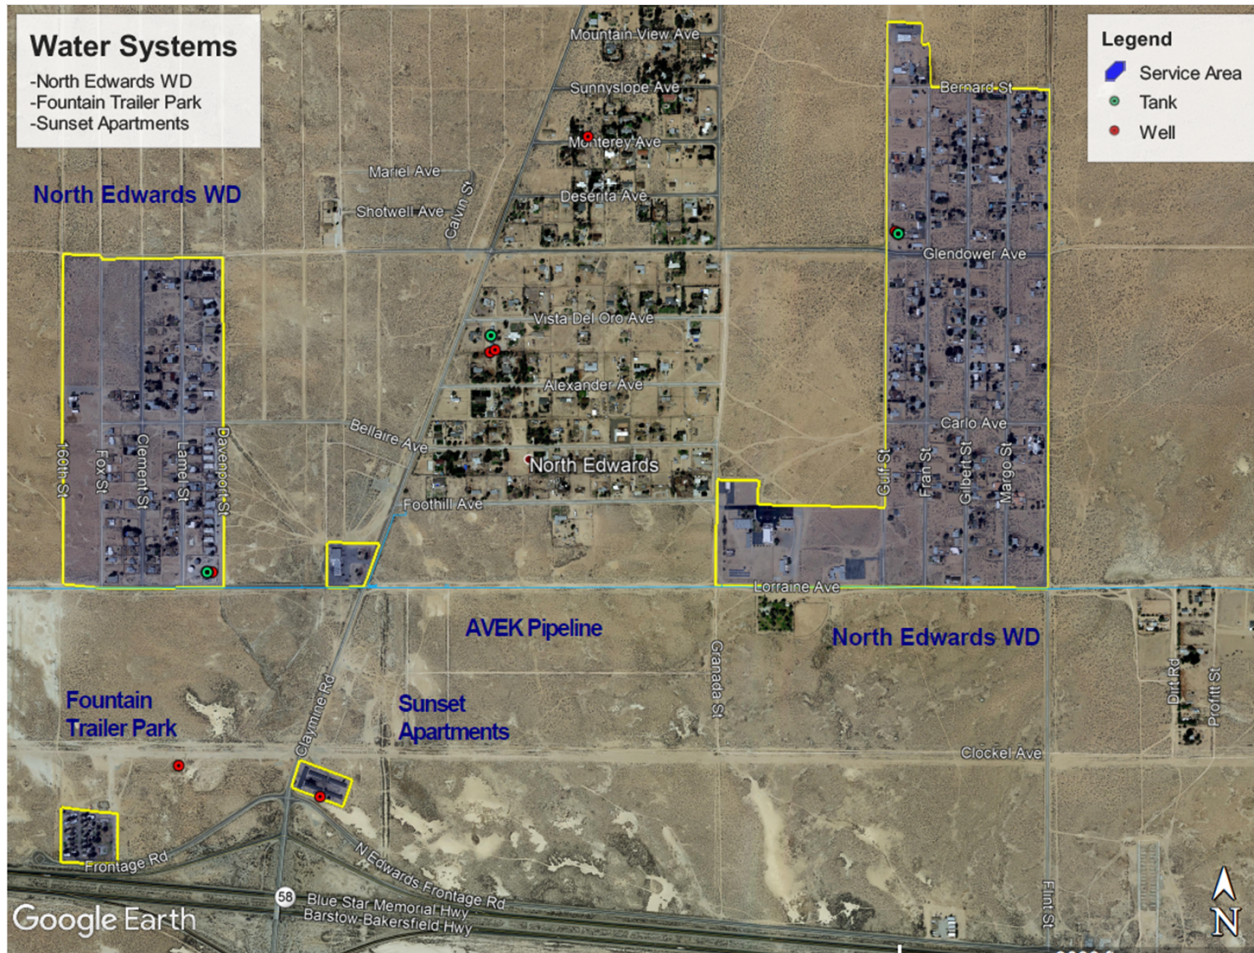 Water Systems
-North Edwards WD
-Fountain Trailer Park
-Sunset Apartments
Legend
Service Area
Tank
Well
Mountain View Ave
Sunnyslope Ave
Bernard St
Monterey Ave
Mariel Ave
North Edwards WD
Deserita Ave
Shotwell Ave
Calvin St
Glendower Ave
Vista Del Oro Ave
Alexander Ave
Carlo Ave
Bellaire Ave
160th St
Fox St
Cement St
Larne St
Davenport St
North Edwards
Gulf St
Fran St
Gilbert St
Margo St
Foothill Ave
Lorraine Ave
AVEK Pipeline
North Edwards WD
Granada St
Dirt Rd
Profitt St
Fountain
Trailer Park
Claymine Rd
Sunset
Apartments
Clockel Ave
Frontage Rd
N Edwards Frontage Rd
58
Blue Star Memorial Hwy
Barstow-Bakersfield Hwy
Flint St
Google Earth
N